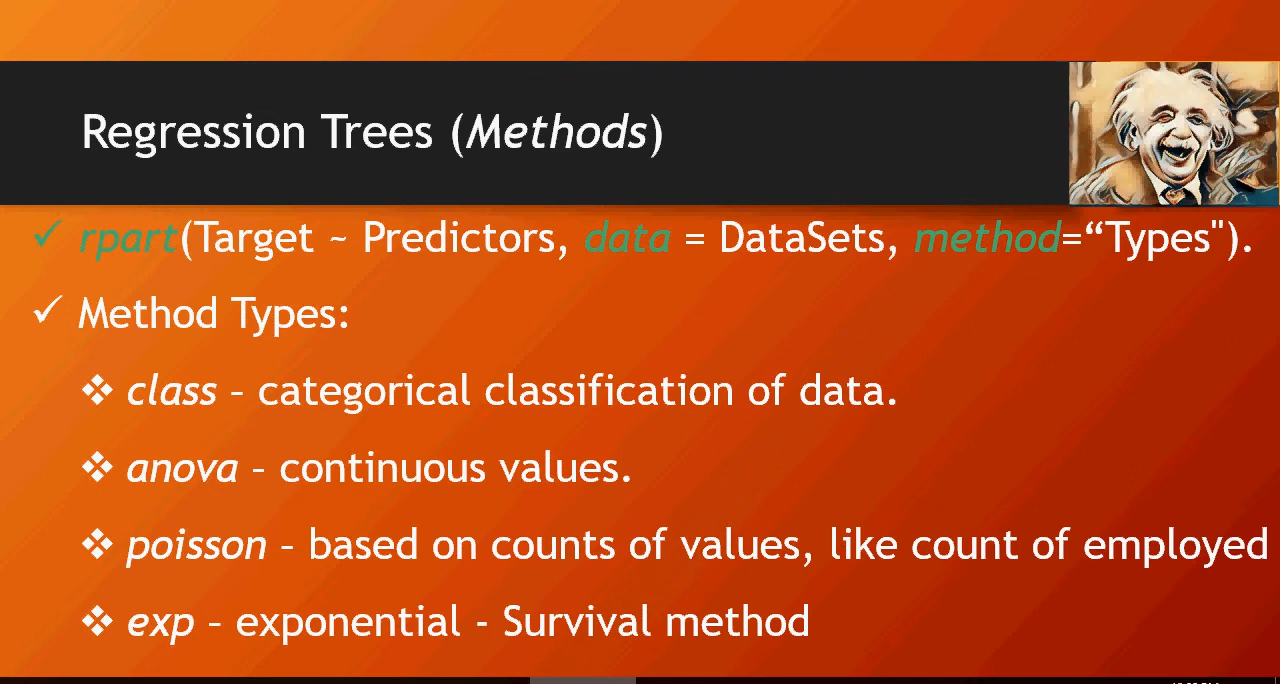 Regression Trees (Methods)
✓ rpart(Target ~ Predictors, data = DataSets, method=“Types").
✓ Method Types:
❖ class – categorical classification of data.
❖ anova – continuous values.
❖ poisson – based on counts of values, like count of employed
❖ exp – exponential - Survival method